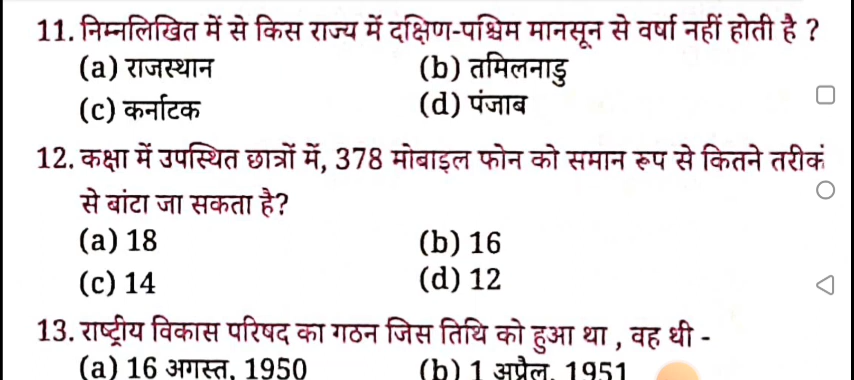 11. निम्नलिखित में से किस राज्य में दक्षिण-पश्चिम मानसून से वर्षा नहीं होती है ?
(a) राजस्थान (b) तमिलनाडु
(c) कर्नाटक (d) पंजाब
12. कक्षा में उपस्थित छात्रों में, 378 मोबाइल फोन को समान रूप से कितने तरीकं
से बांटा जा सकता है?
(a) 18 (b) 16
(c) 14 (d) 12
13. राष्ट्रीय विकास परिषद का गठन जिस तिथि को हुआ था , वह थी -
(a) 16 अगस्त, 1950 (b) 1 अप्रैल, 1951